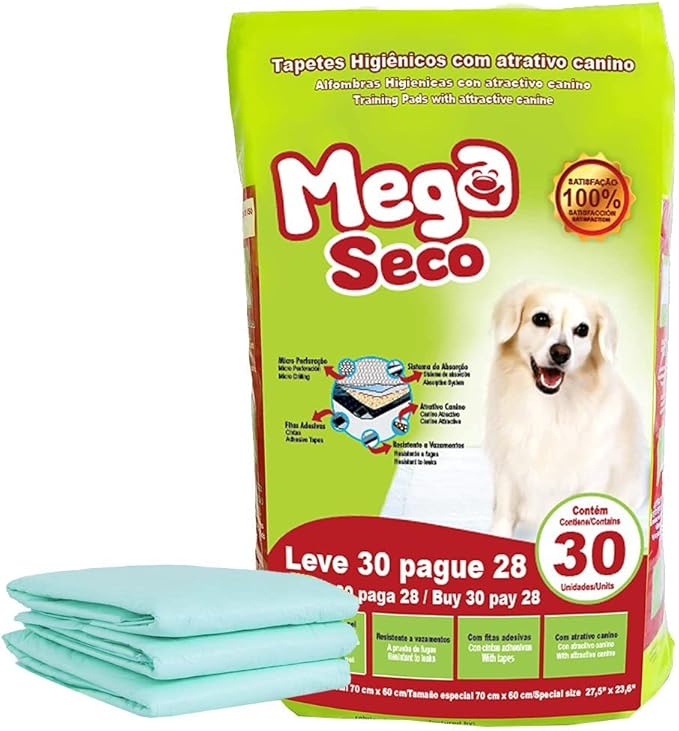 Tapetes Higiênicos com atrativo canino
Alfombras Higienicas con atractivo canino
Training Pads with attractive canine
Mega
Seco
SATISFAÇÃO
100%
SATISFACCIÓN
SATISFACTION
Micro Perfuração
Micro Perforación
Micro Drilling
Sistema de Absorção
Sistema de absorción
Absorptive System
Atrativo Canino
Canino Atractivo
Canine Attractive
Fitas Adesivas
Cintas
Adhesive Tapes
Resistente a Vazamentos
Resistente a fugas
Resistant to leaks
Contém
Contiene/Contains
30
Unidades/Units
Leve 30 pague 28
paga 28 / Buy 30 pay 28
Resistente a vazamentos
A prueba de fugas
Resistant to leaks
Com fitas adesivas
Con cintas adhesivas
With tapes
Com atrativo canino
Con atractivo canino
With attractive canine
70 cm x 60 cm/Tamaño especial 70 cm x 60 cm/Special size 27,5" x 23,6"